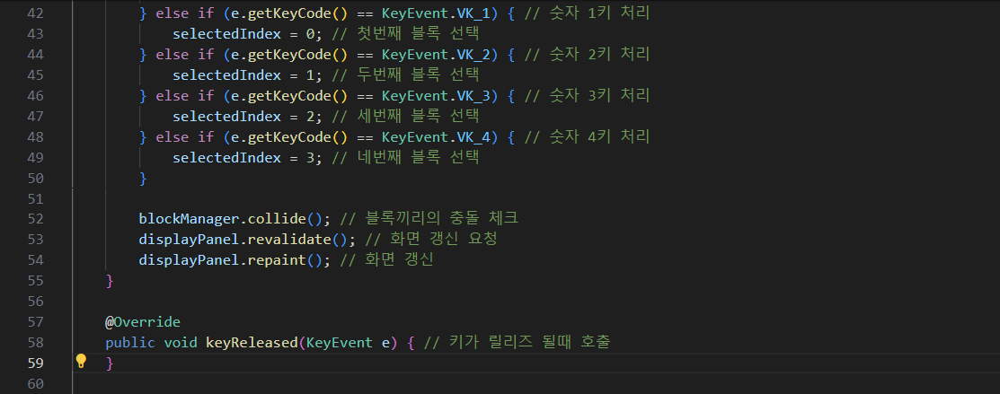 42 } else if (e.getKeyCode() == KeyEvent.VK_1) { // 숫자 1키 처리
43 selectedIndex = 0; // 첫번째 블록 선택
44 } else if (e.getKeyCode() == KeyEvent.VK_2) { // 숫자 2키 처리
45 selectedIndex = 1; // 두번째 블록 선택
46 } else if (e.getKeyCode() == KeyEvent.VK_3) { // 숫자 3키 처리
47 selectedIndex = 2; // 세번째 블록 선택
48 } else if (e.getKeyCode() == KeyEvent.VK_4) { // 숫자 4키 처리
49 selectedIndex = 3; // 네번째 블록 선택
50 }
51
52 blockManager.collide(); // 블록끼리의 충돌 체크
53 displayPanel.revalidate(); // 화면 갱신 요청
54 displayPanel.repaint(); // 화면 갱신
55 }
56
57 @Override
58 public void keyReleased(KeyEvent e) { // 키가 릴리즈 될때 호출
59 }
60